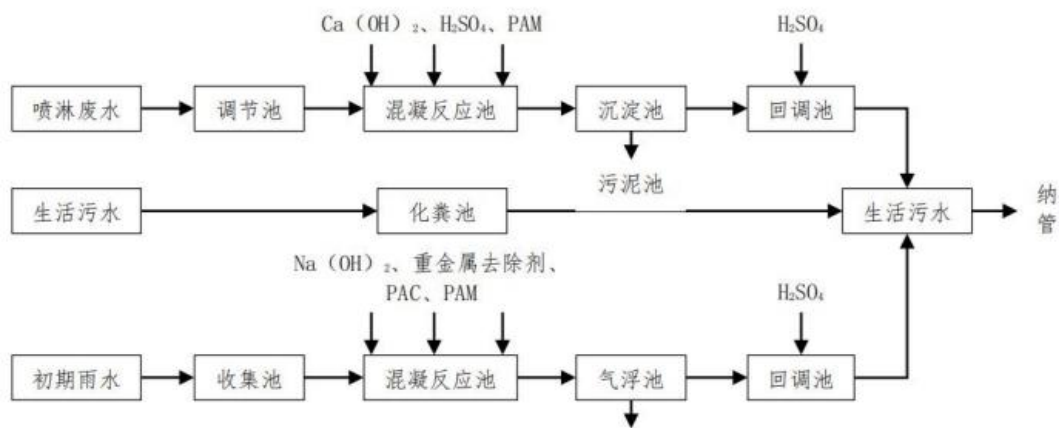 Ca（OH）₂、H₂SO₄、PAM
H₂SO₄
喷淋废水
调节池
混凝反应池
沉淀池
回调池
污泥池
生活污水
化粪池
生活污水
纳管
Na（OH）₂、重金属去除剂、
PAC、PAM
H₂SO₄
初期雨水
收集池
混凝反应池
气浮池
回调池